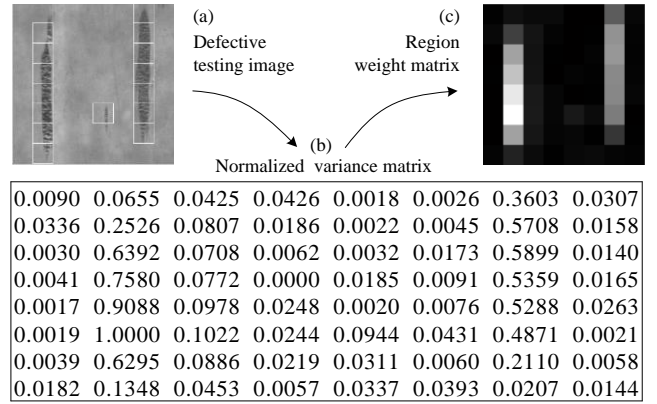 (a)
Defective
testing image
(c)
Region
weight matrix
(b)
Normalized variance matrix
0.0090 0.0655 0.0425 0.0426 0.0018 0.0026 0.3603 0.0307
0.0336 0.2526 0.0807 0.0186 0.0022 0.0045 0.5708 0.0158
0.0030 0.6392 0.0708 0.0062 0.0032 0.0173 0.5899 0.0140
0.0041 0.7580 0.0772 0.0000 0.0185 0.0091 0.5359 0.0165
0.0017 0.9088 0.0978 0.0248 0.0020 0.0076 0.5288 0.0263
0.0019 1.0000 0.1022 0.0244 0.0944 0.0431 0.4871 0.0021
0.0039 0.6295 0.0886 0.0219 0.0311 0.0060 0.2110 0.0058
0.0182 0.1348 0.0453 0.0057 0.0337 0.0393 0.0207 0.0144